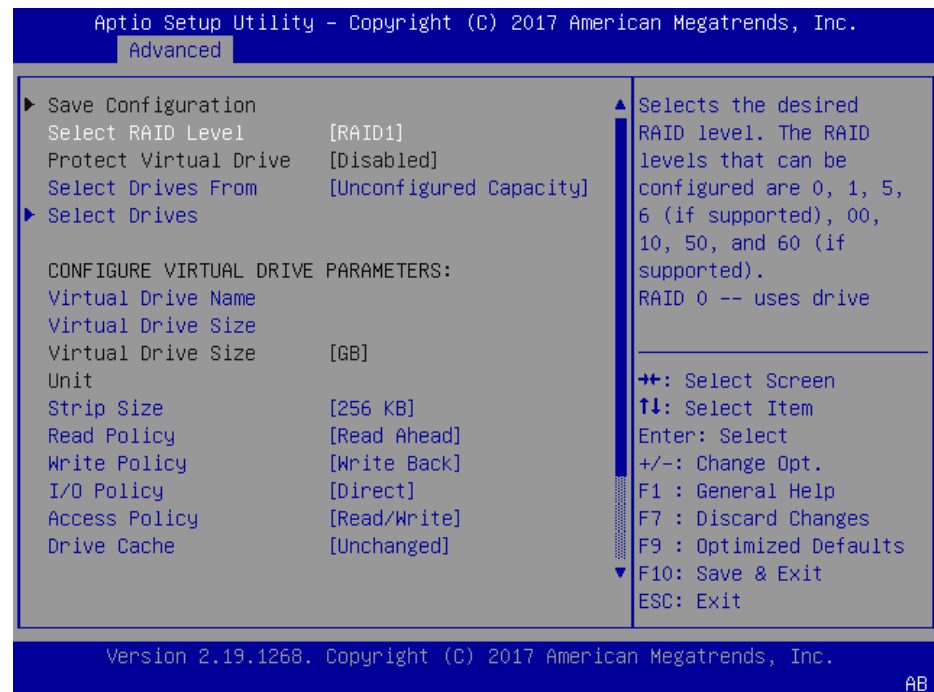 Aptio Setup Utility – Copyright (C) 2017 American Megatrends, Inc.
Advanced
Save Configuration
Select RAID Level [RAID1]
Protect Virtual Drive [Disabled]
Select Drives From [Unconfigured Capacity]
Select Drives
CONFIGURE VIRTUAL DRIVE PARAMETERS:
Virtual Drive Name
Virtual Drive Size
Virtual Drive Size [GB]
Unit
Strip Size [256 KB]
Read Policy [Read Ahead]
Write Policy [Write Back]
I/O Policy [Direct]
Access Policy [Read/Write]
Drive Cache [Unchanged]
Selects the desired
RAID level. The RAID
levels that can be
configured are 0, 1, 5,
6 (if supported), 00,
10, 50, and 60 (if
supported).
RAID 0 -- uses drive
→←: Select Screen
↑↓: Select Item
Enter: Select
+/-: Change Opt.
F1 : General Help
F7 : Discard Changes
F9 : Optimized Defaults
F10: Save & Exit
ESC: Exit
Version 2.19.1268. Copyright (C) 2017 American Megatrends, Inc.
AB